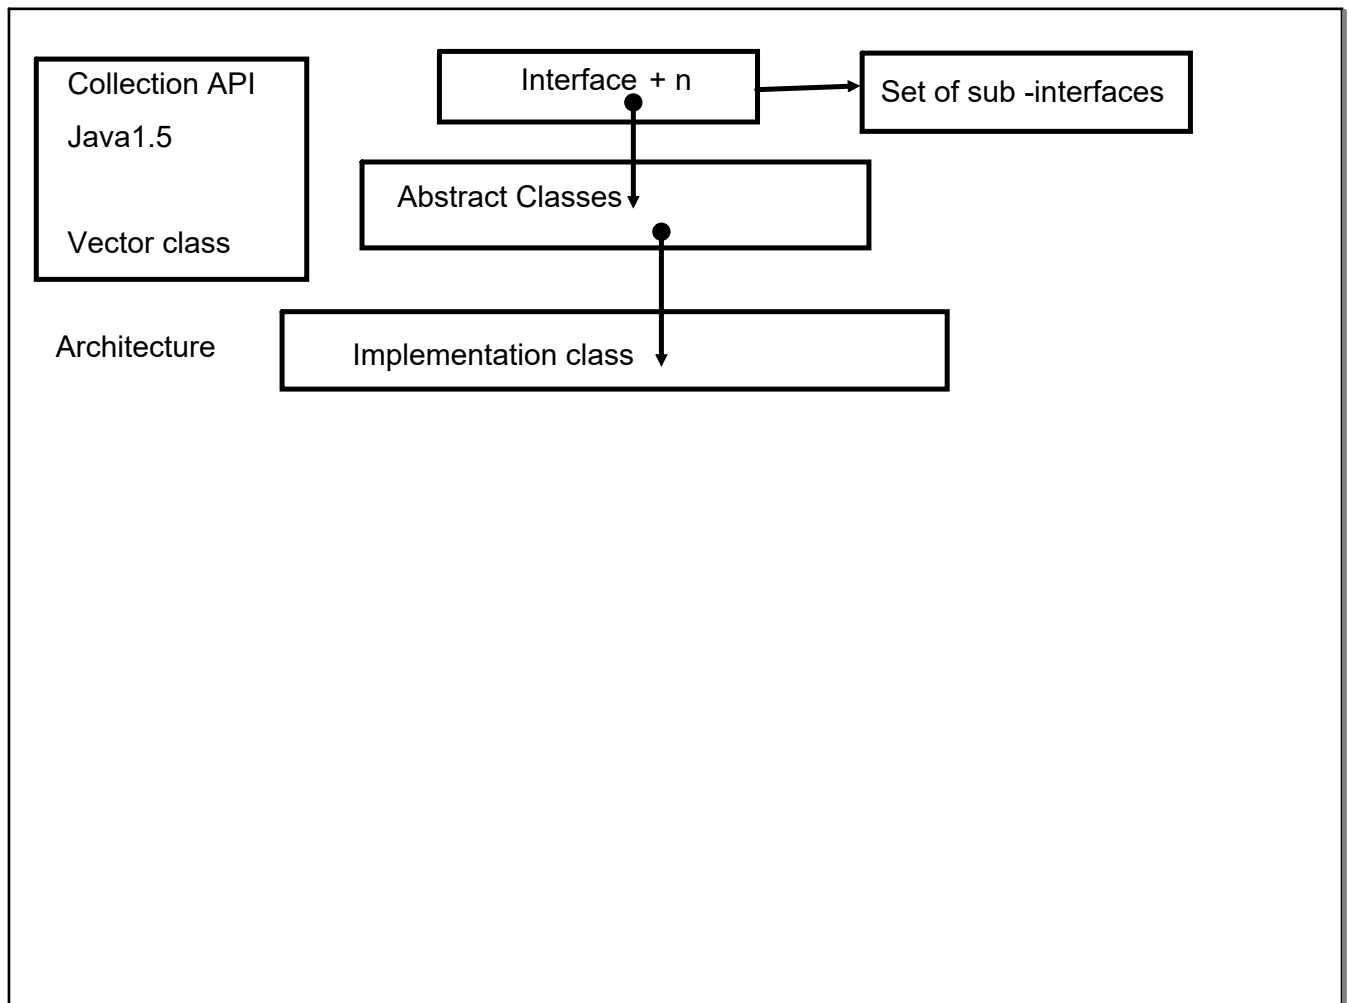 Collection API
Java1.5
Vector class
Interface + n
Set of sub -interfaces
Abstract Classes
Architecture
Implementation class